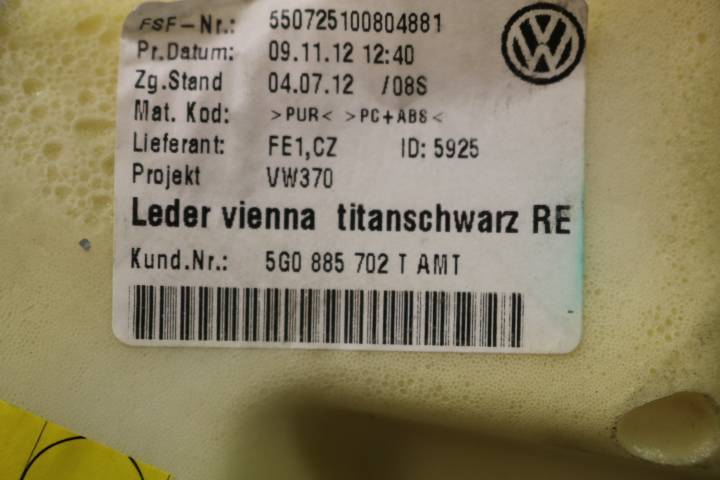 FSF-Nr.: 550725100804881
Pr.Datum: 09.11.12 12:40
Zg.Stand 04.07.12 /08S
Mat. Kod: >PUR< >PC+ABS<
Lieferant: FE1,CZ ID: 5925
Projekt VW370
Leder vienna titanschwarz RE
Kund.Nr.: 5G0 885 702 T AMT